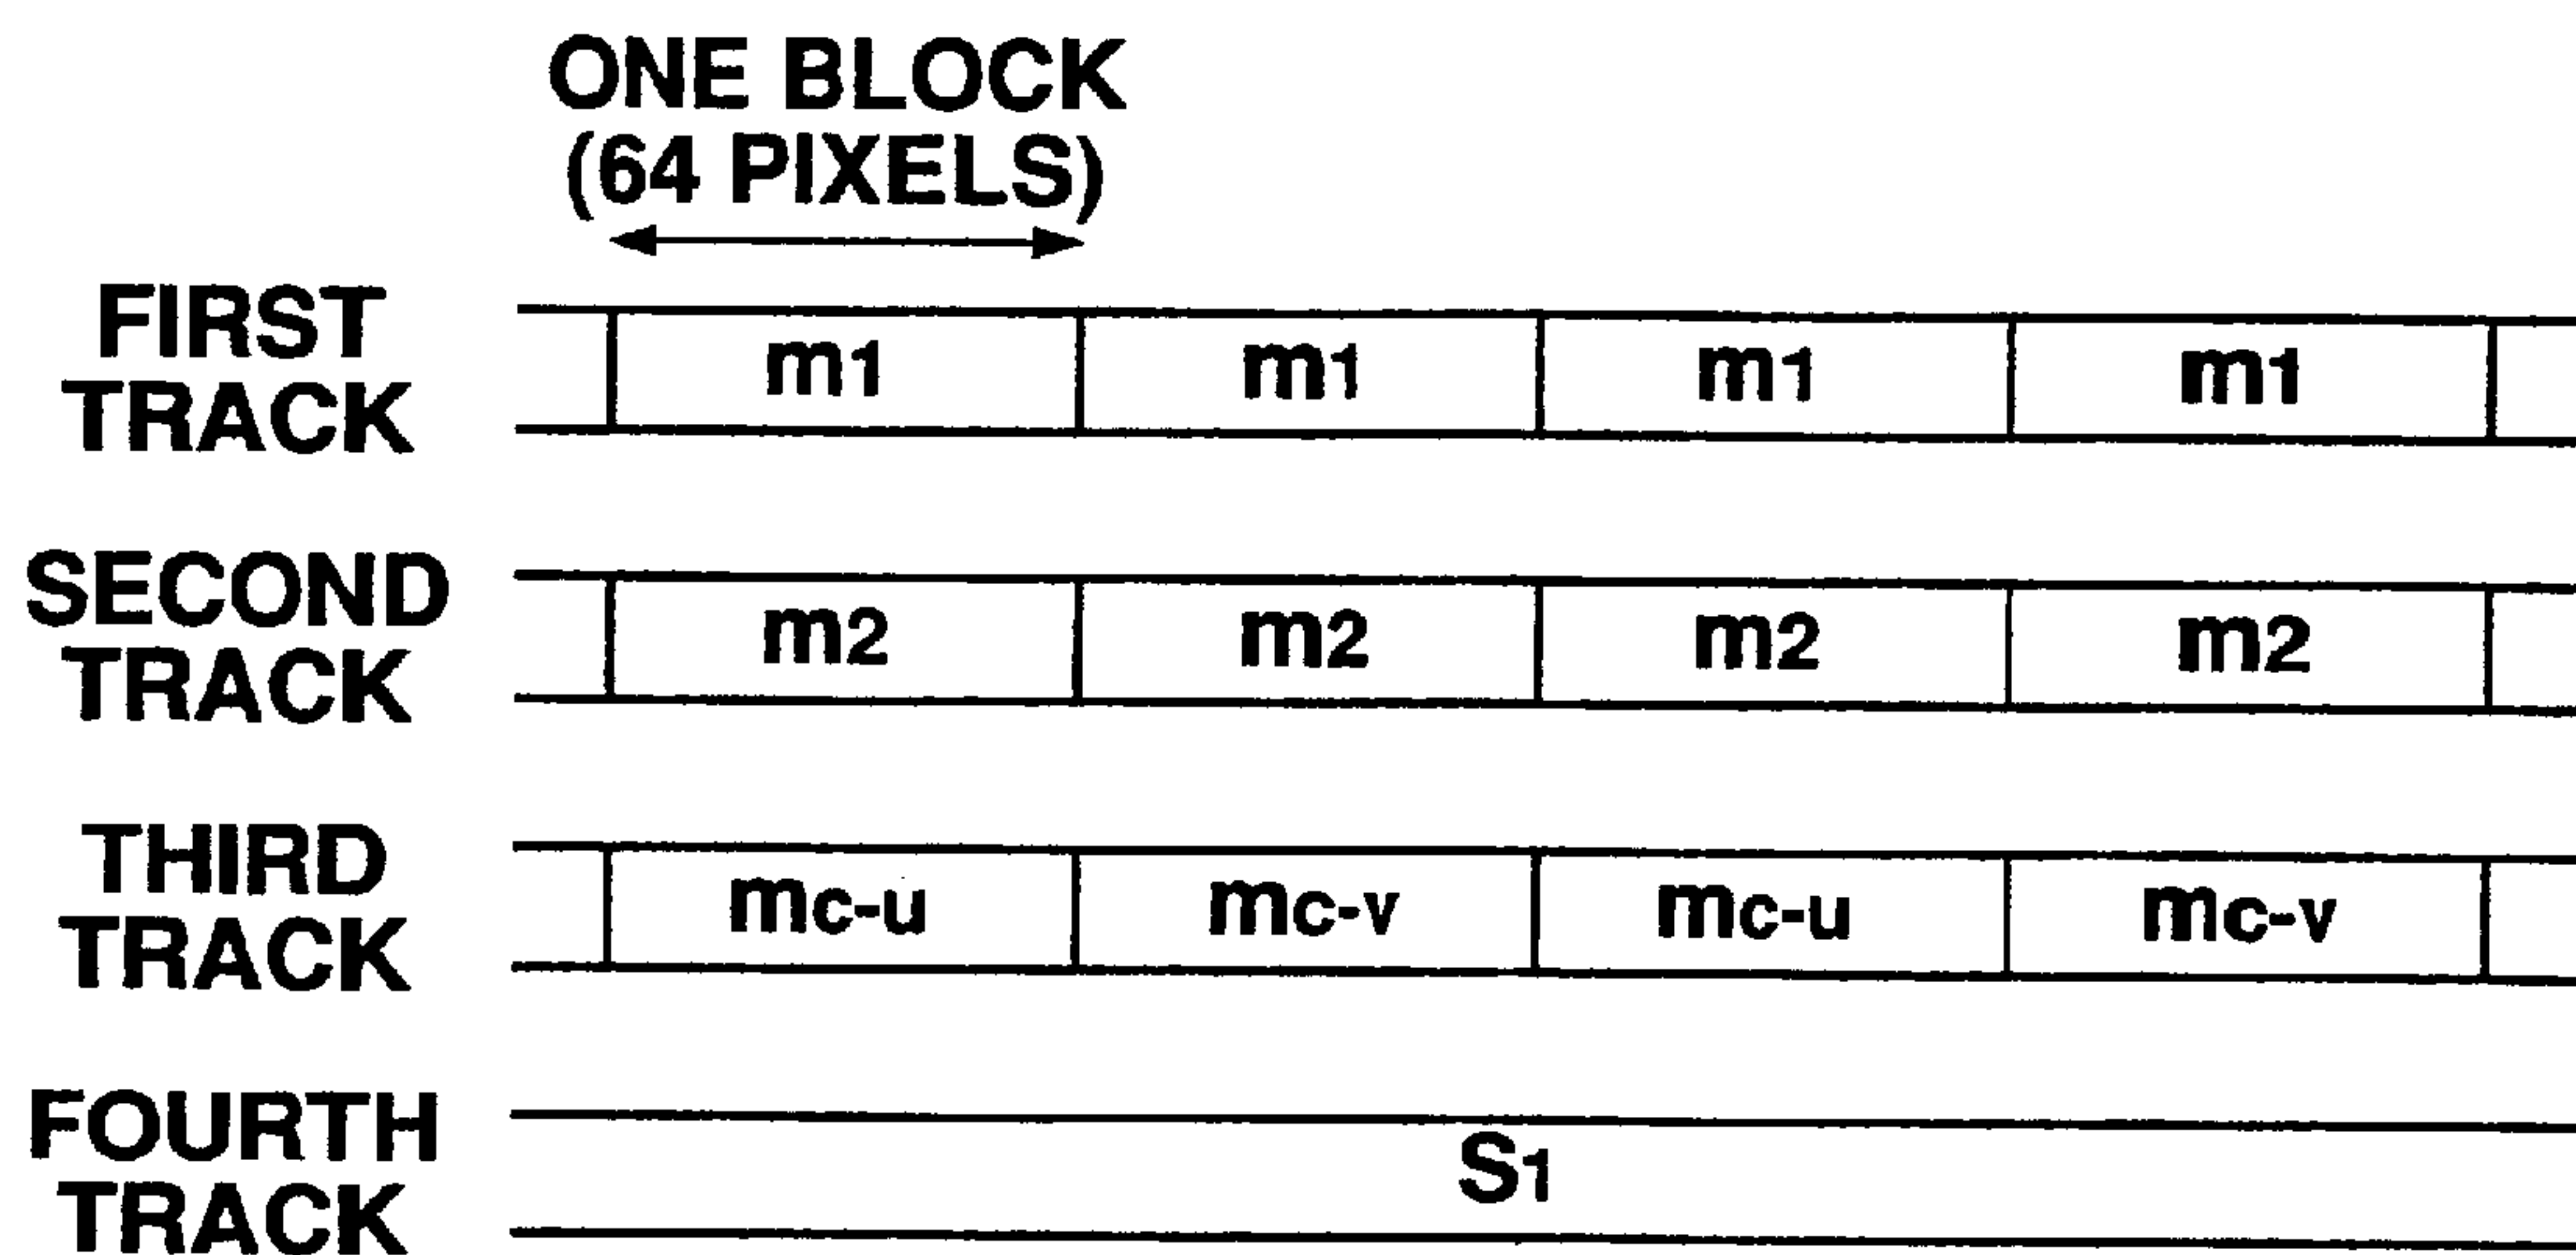 ONE BLOCK
(64 PIXELS)
FIRST
TRACK
m1 m1 m1 m1
SECOND
TRACK
m2 m2 m2 m2
THIRD
TRACK
mc-u mc-v mc-u mc-v
FOURTH
TRACK
S1